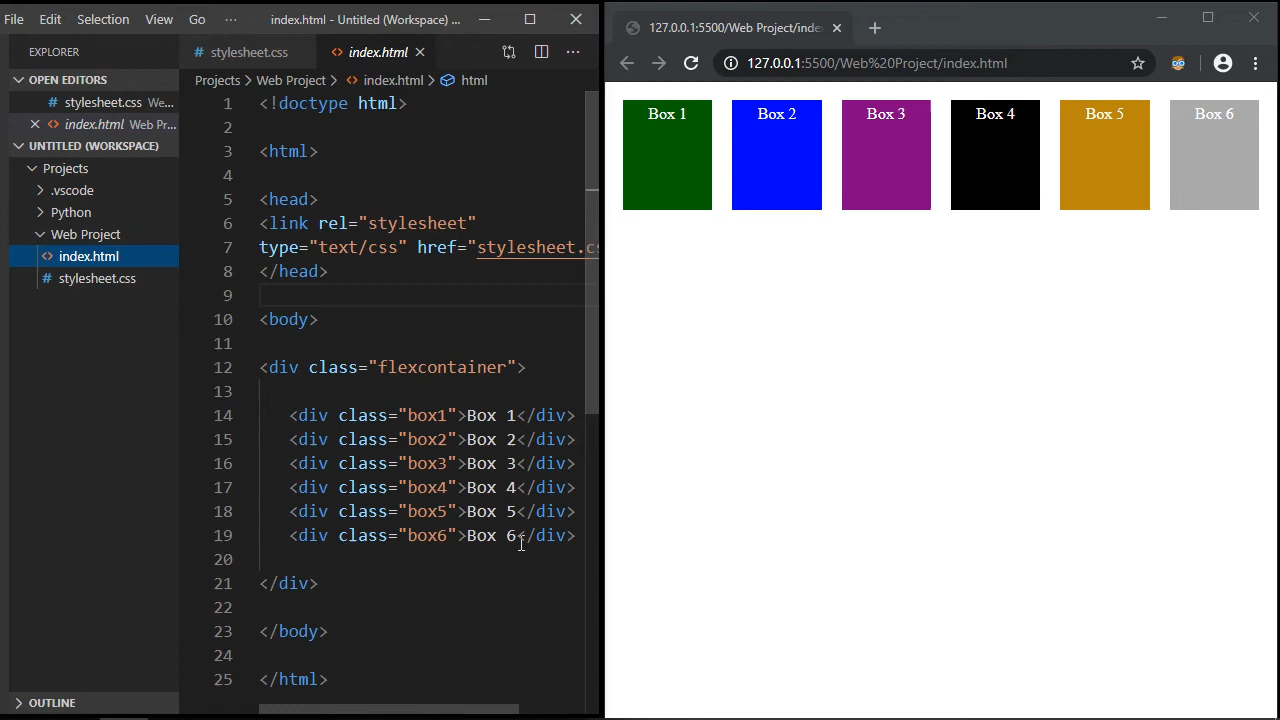 File Edit Selection View Go ··· index.html - Untitled (Workspace) ...
EXPLORER
OPEN EDITORS
stylesheet.css We...
index.html Web Pr...
UNTITLED (WORKSPACE)
Projects
.vscode
Python
Web Project
index.html
stylesheet.css
OUTLINE
stylesheet.css index.html
Projects > Web Project > index.html > html
1 <!doctype html>
2
3 <html>
4
5 <head>
6 <link rel="stylesheet"
7 type="text/css" href="stylesheet.cs
8 </head>
9
10 <body>
11
12 <div class="flexcontainer">
13
14 <div class="box1">Box 1</div>
15 <div class="box2">Box 2</div>
16 <div class="box3">Box 3</div>
17 <div class="box4">Box 4</div>
18 <div class="box5">Box 5</div>
19 <div class="box6">Box 6</div>
20
21 </div>
22
23 </body>
24
25 </html>
127.0.0.1:5500/Web Project/inde
127.0.0.1:5500/Web%20Project/index.html
Box 1 Box 2 Box 3 Box 4 Box 5 Box 6